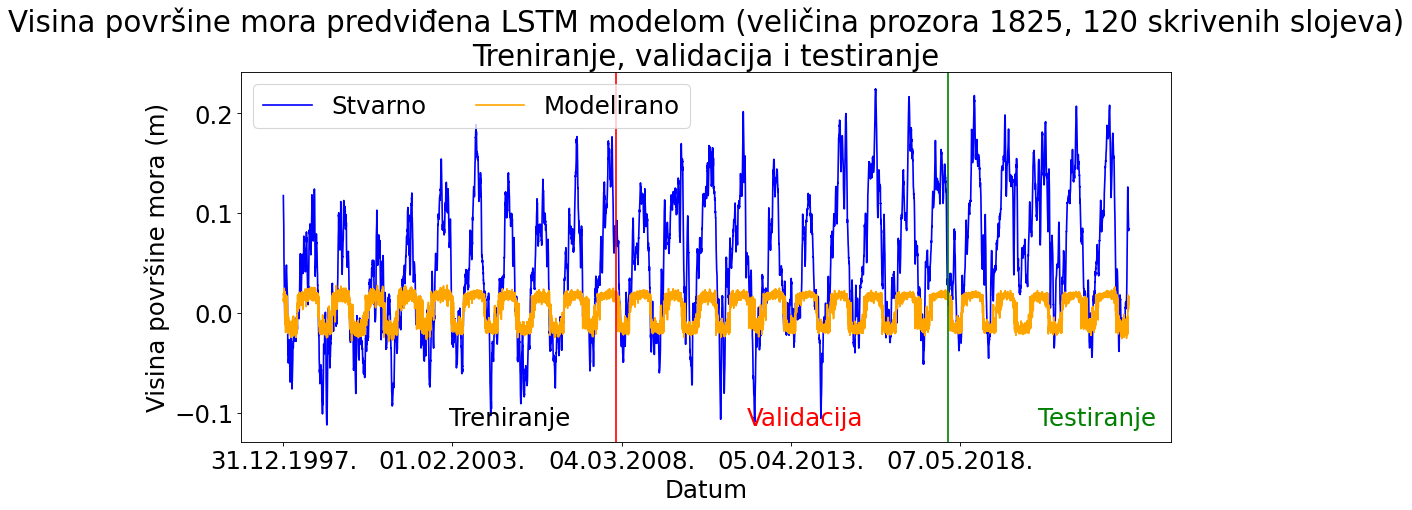 Visina površine mora predviđena LSTM modelom (veličina prozora 1825, 120 skrivenih slojeva)
Treniranje, validacija i testiranje
Stvarno Modelirano
Visina površine mora (m)
0.2
0.1
0.0
−0.1
Treniranje Validacija Testiranje
31.12.1997. 01.02.2003. 04.03.2008. 05.04.2013. 07.05.2018.
Datum